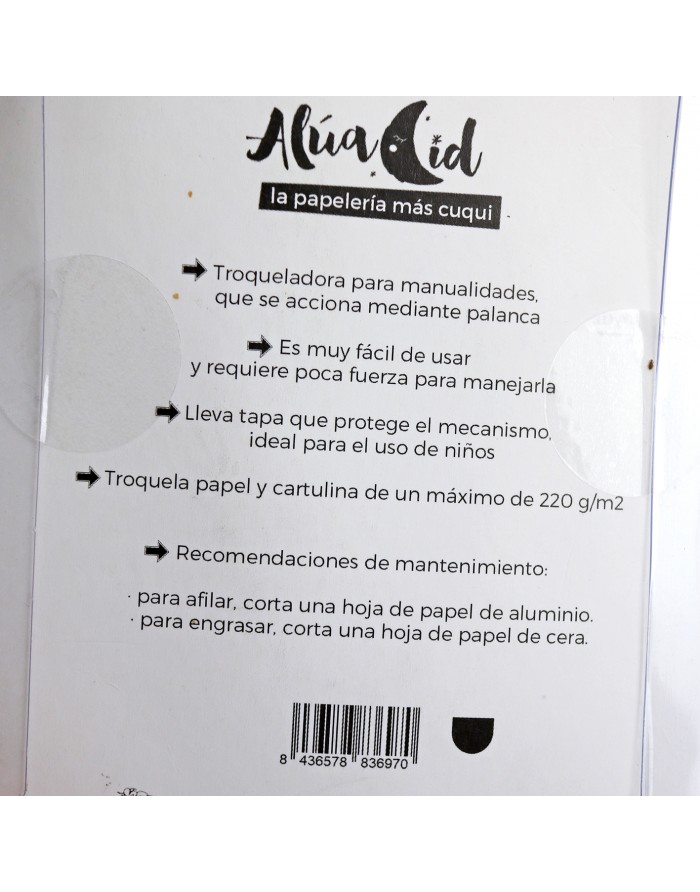 Alúa Cid
la papelería más cuqui
Troqueladora para manualidades,
que se acciona mediante palanca
Es muy fácil de usar
y requiere poca fuerza para manejarla
Lleva tapa que protege el mecanismo,
ideal para el uso de niños
Troquela papel y cartulina de un máximo de 220 g/m2
Recomendaciones de mantenimiento:
· para afilar, corta una hoja de papel de aluminio.
· para engrasar, corta una hoja de papel de cera.
8 436578 836970